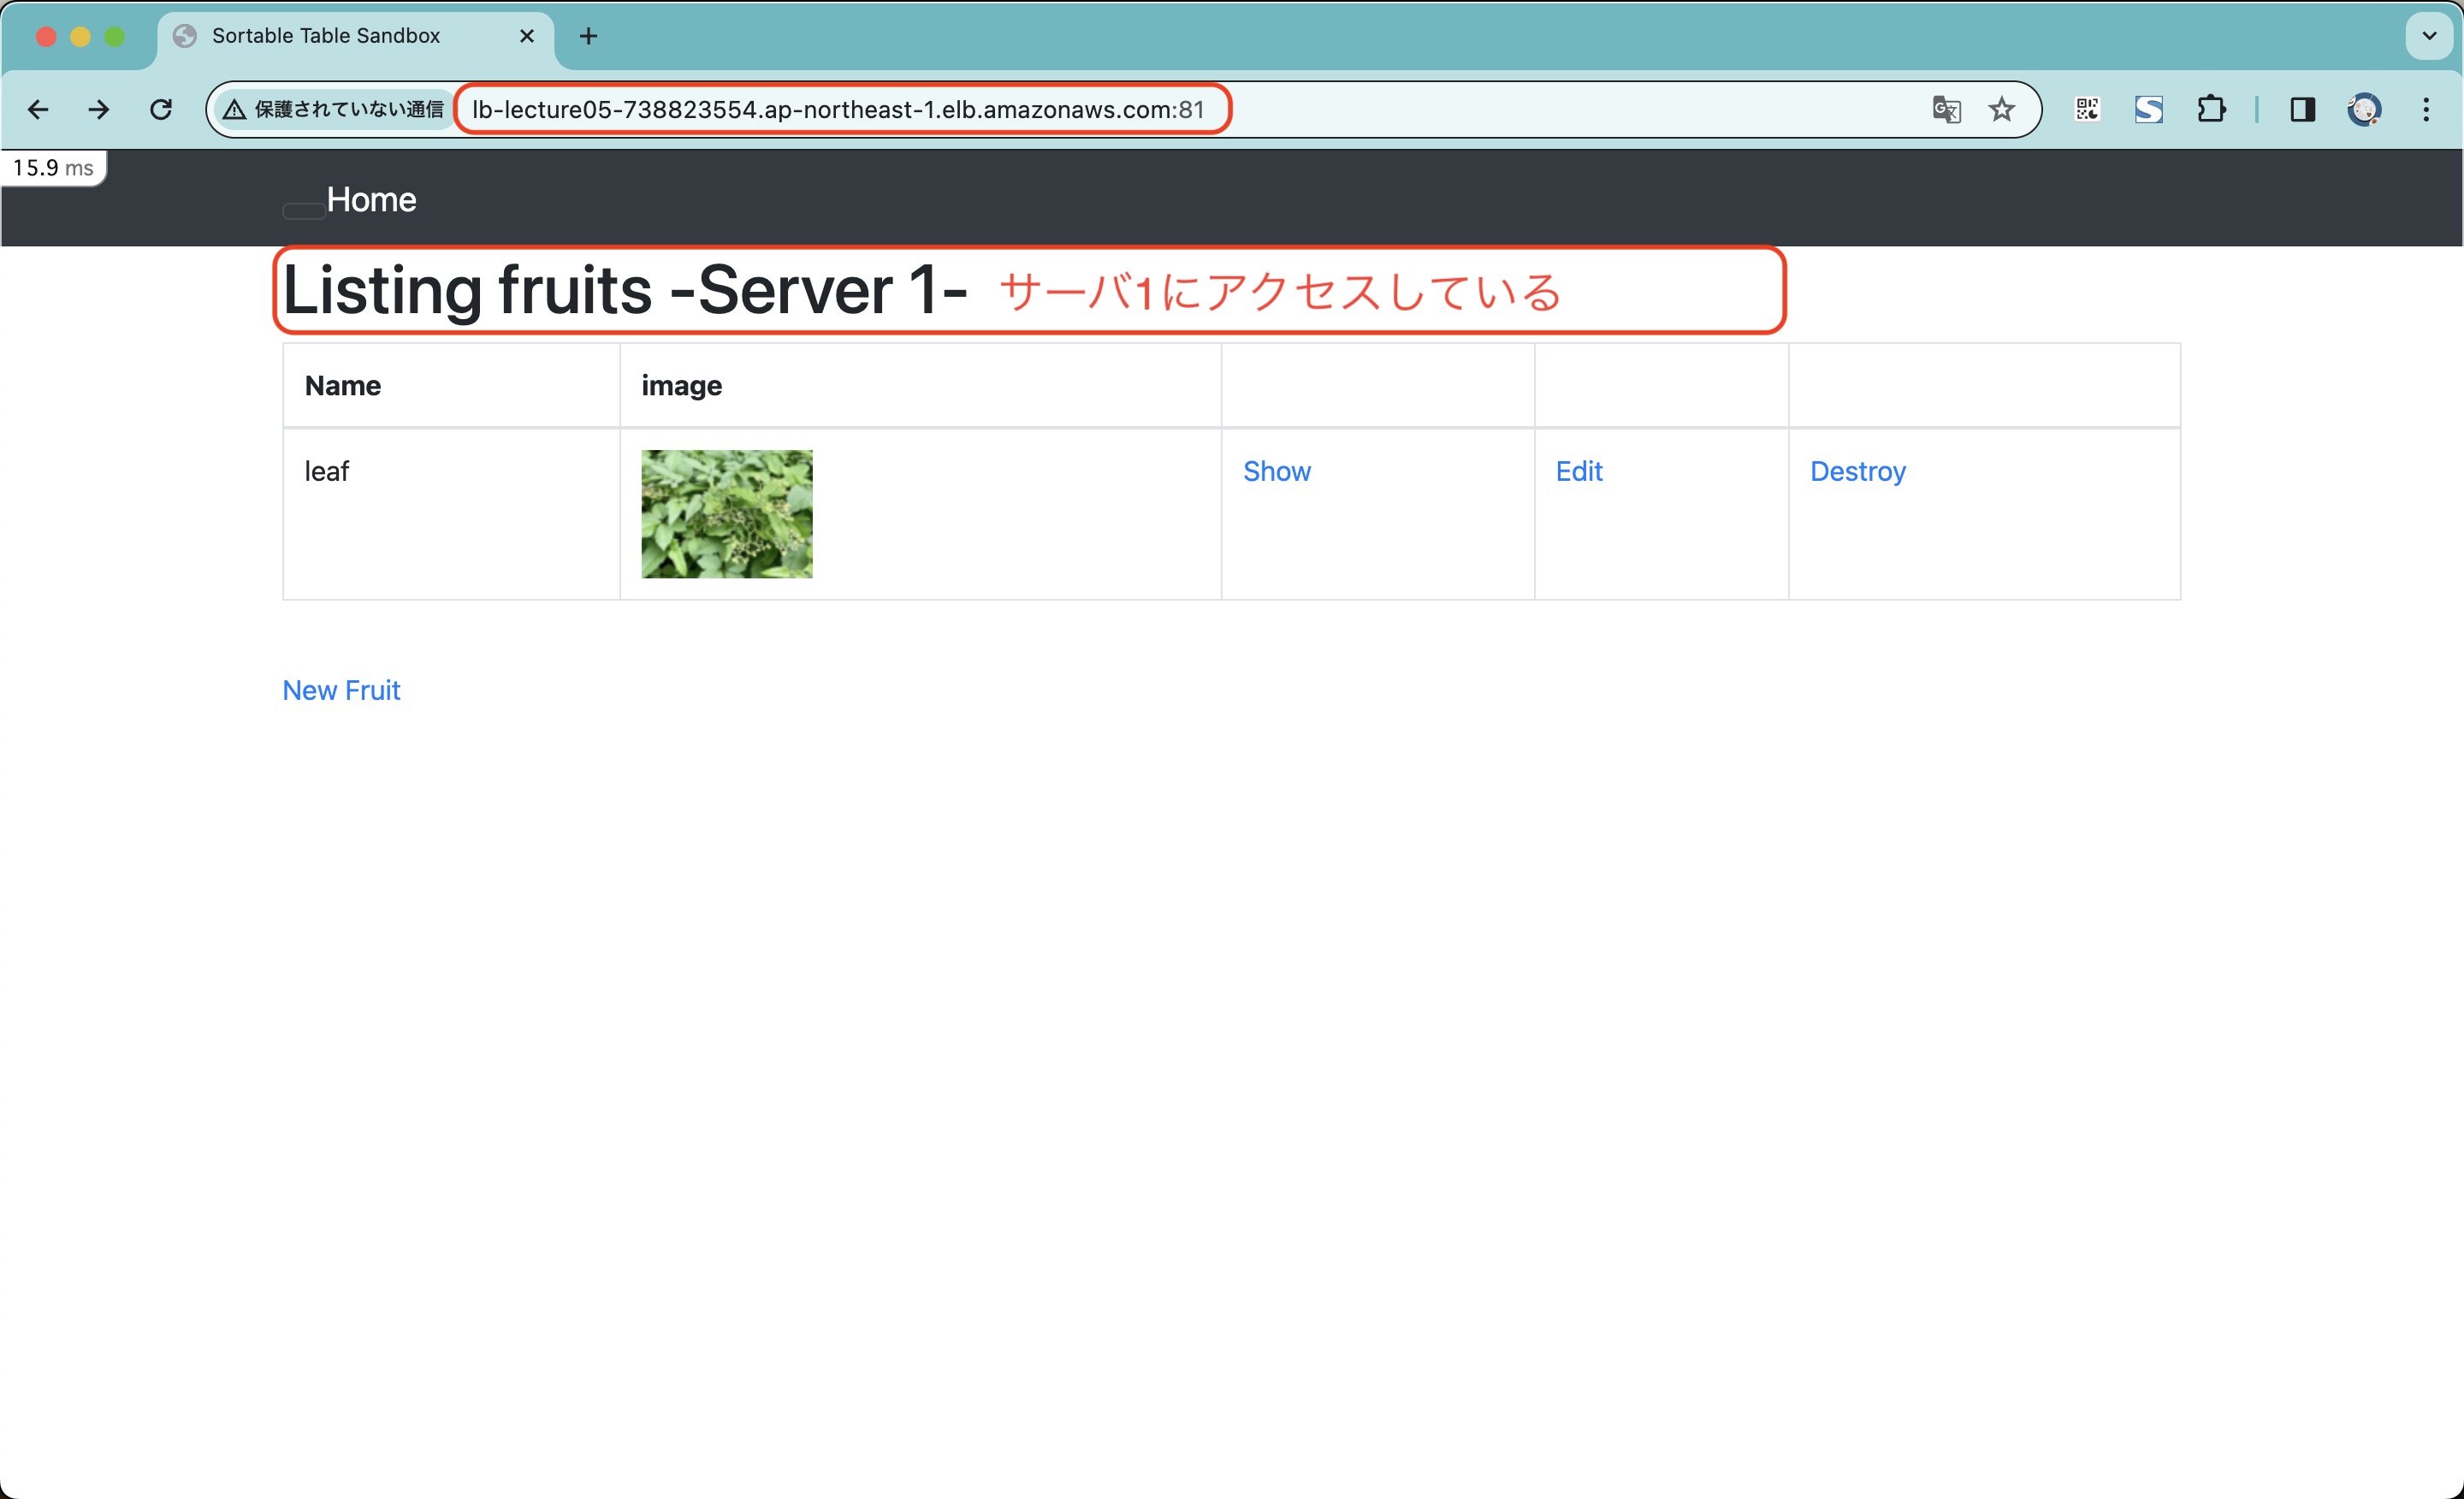 Sortable Table Sandbox
保護されていない通信 lb-lecture05-738823554.ap-northeast-1.elb.amazonaws.com:81
15.9 ms
Home
Listing fruits -Server 1- サーバ1にアクセスしている
Name image
leaf Show Edit Destroy
New Fruit